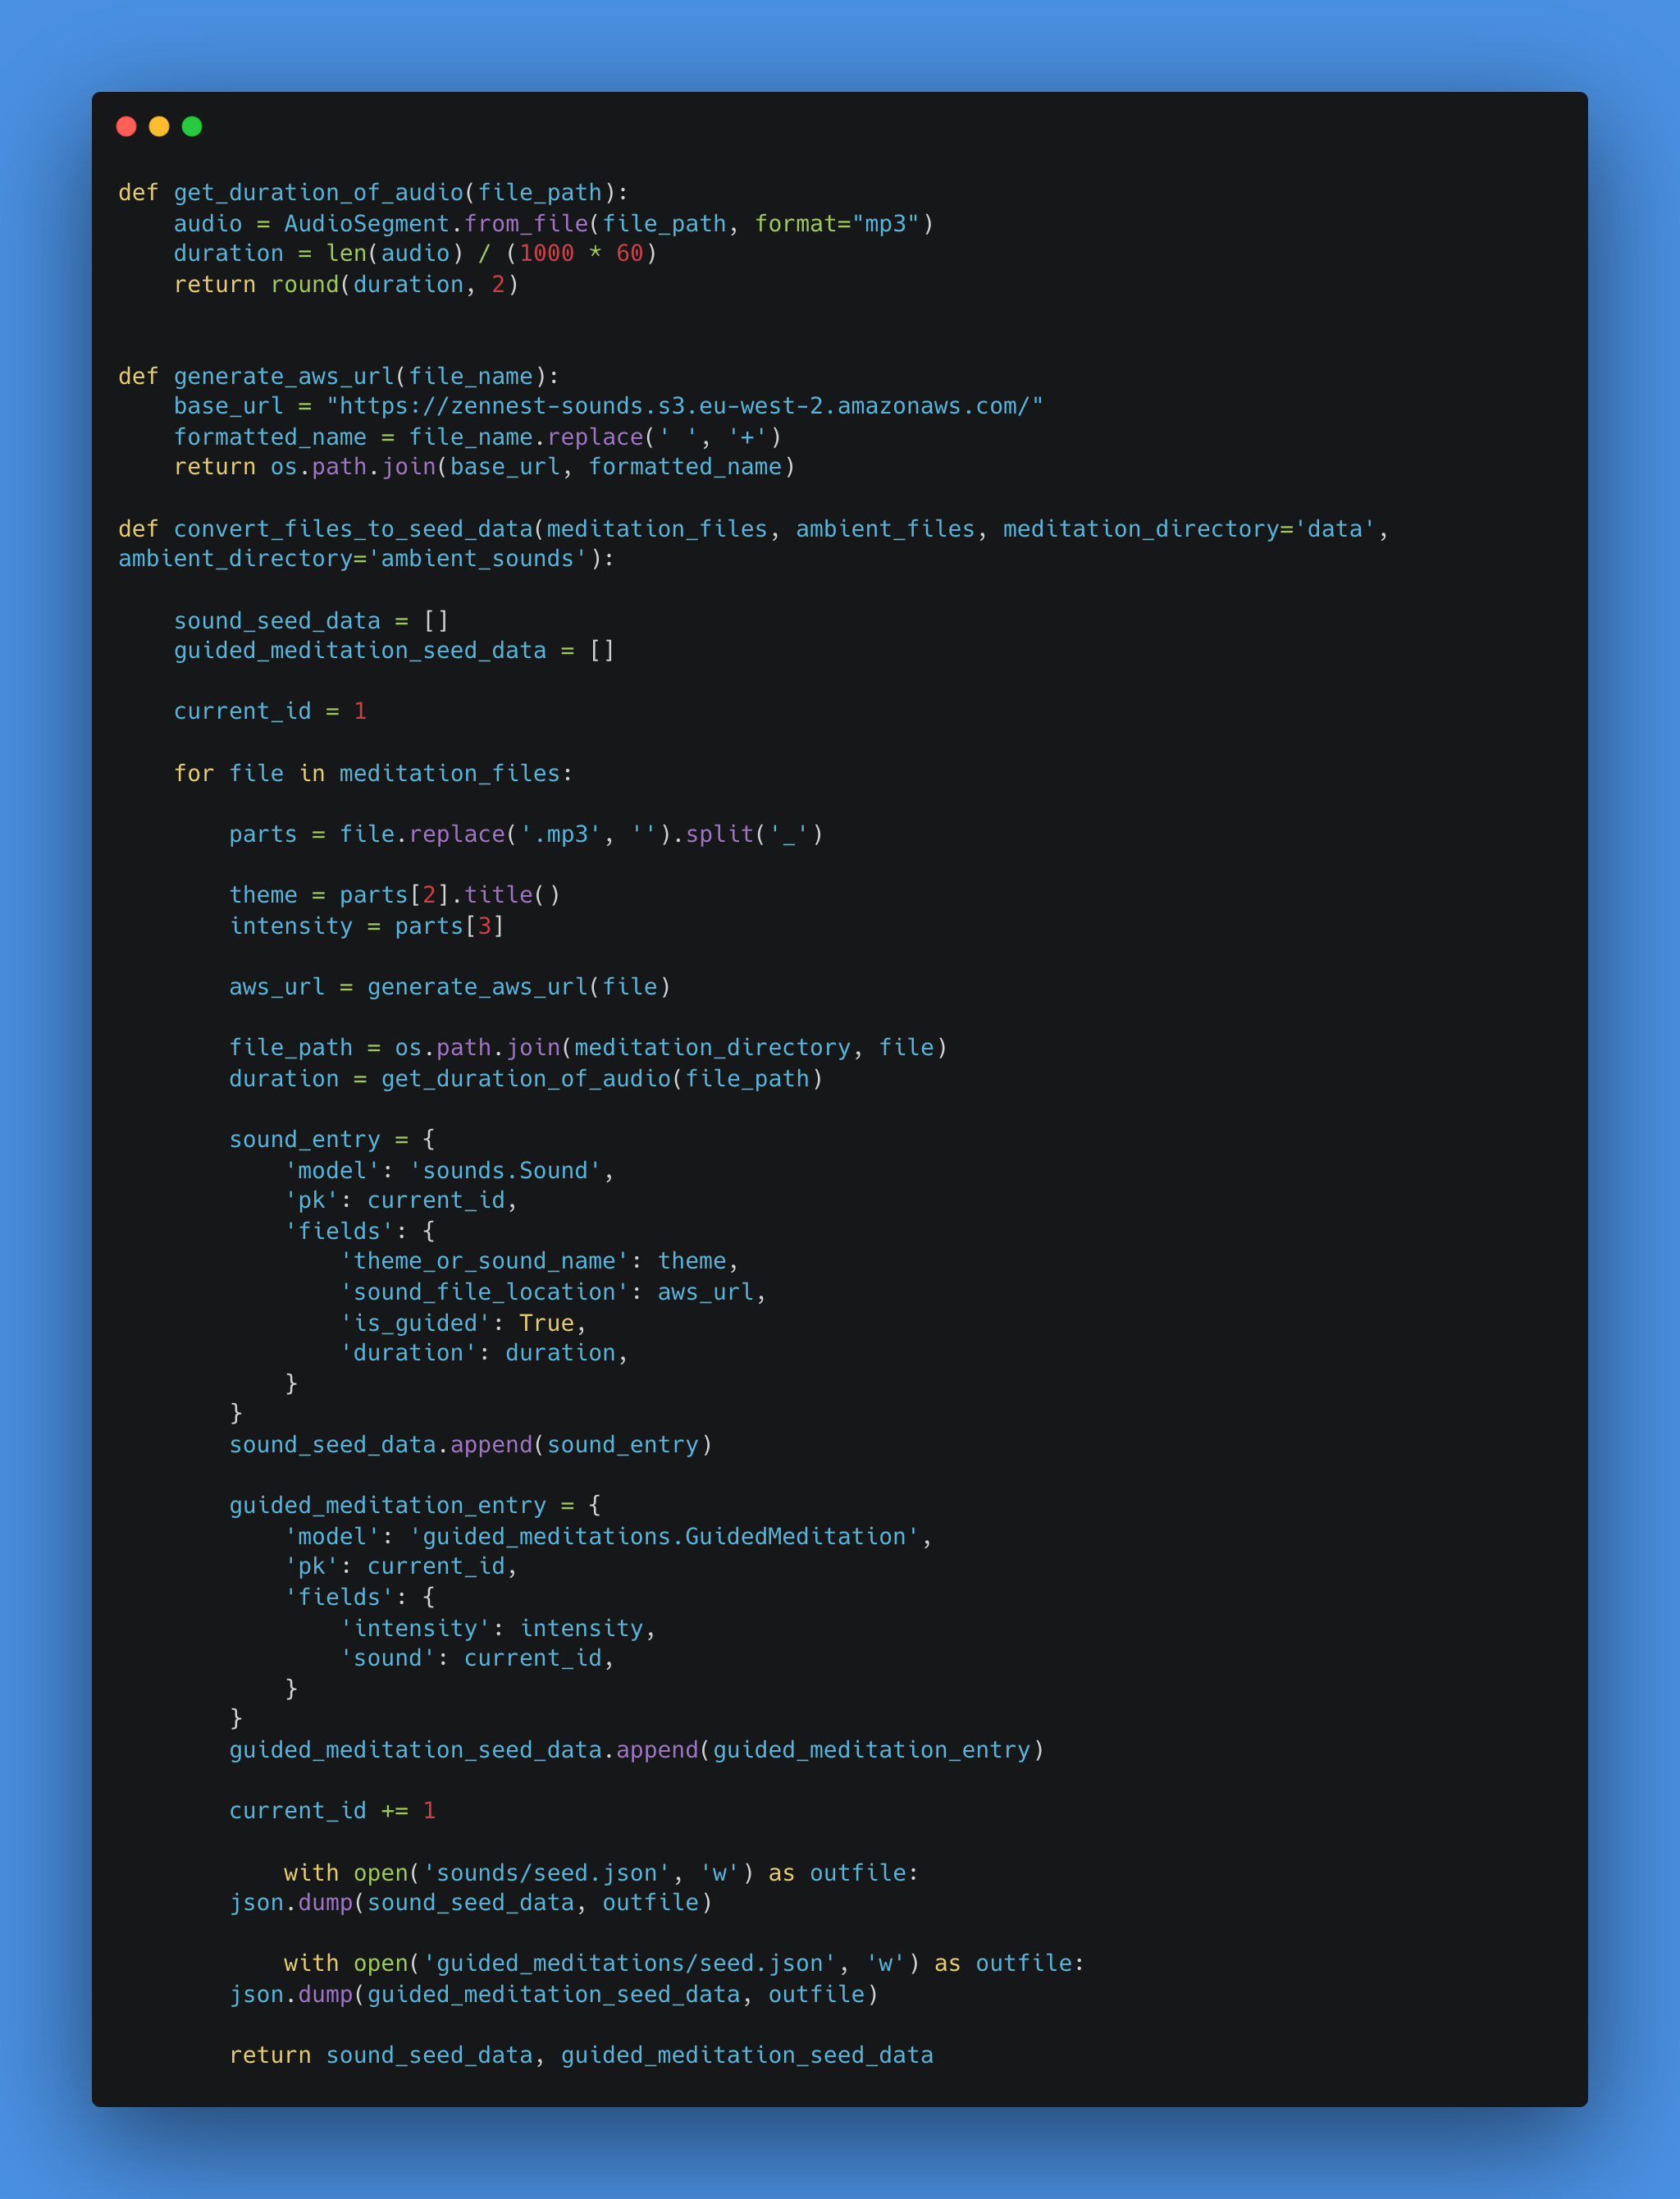 def get_duration_of_audio(file_path):
    audio = AudioSegment.from_file(file_path, format="mp3")
    duration = len(audio) / (1000 * 60)
    return round(duration, 2)
def generate_aws_url(file_name):
    base_url = "https://zennest-sounds.s3.eu-west-2.amazonaws.com/"
    formatted_name = file_name.replace(' ', '+')
    return os.path.join(base_url, formatted_name)
def convert_files_to_seed_data(meditation_files, ambient_files, meditation_directory='data',
ambient_directory='ambient_sounds'):
    sound_seed_data = []
    guided_meditation_seed_data = []
    current_id = 1
    for file in meditation_files:
        parts = file.replace('.mp3', '').split('_')
        theme = parts[2].title()
        intensity = parts[3]
        aws_url = generate_aws_url(file)
        file_path = os.path.join(meditation_directory, file)
        duration = get_duration_of_audio(file_path)
        sound_entry = {
            'model': 'sounds.Sound',
            'pk': current_id,
            'fields': {
                'theme_or_sound_name': theme,
                'sound_file_location': aws_url,
                'is_guided': True,
                'duration': duration,
            }
        }
        sound_seed_data.append(sound_entry)
        guided_meditation_entry = {
            'model': 'guided_meditations.GuidedMeditation',
            'pk': current_id,
            'fields': {
                'intensity': intensity,
                'sound': current_id,
            }
        }
        guided_meditation_seed_data.append(guided_meditation_entry)
        current_id += 1
            with open('sounds/seed.json', 'w') as outfile:
        json.dump(sound_seed_data, outfile)
            with open('guided_meditations/seed.json', 'w') as outfile:
        json.dump(guided_meditation_seed_data, outfile)
        return sound_seed_data, guided_meditation_seed_data